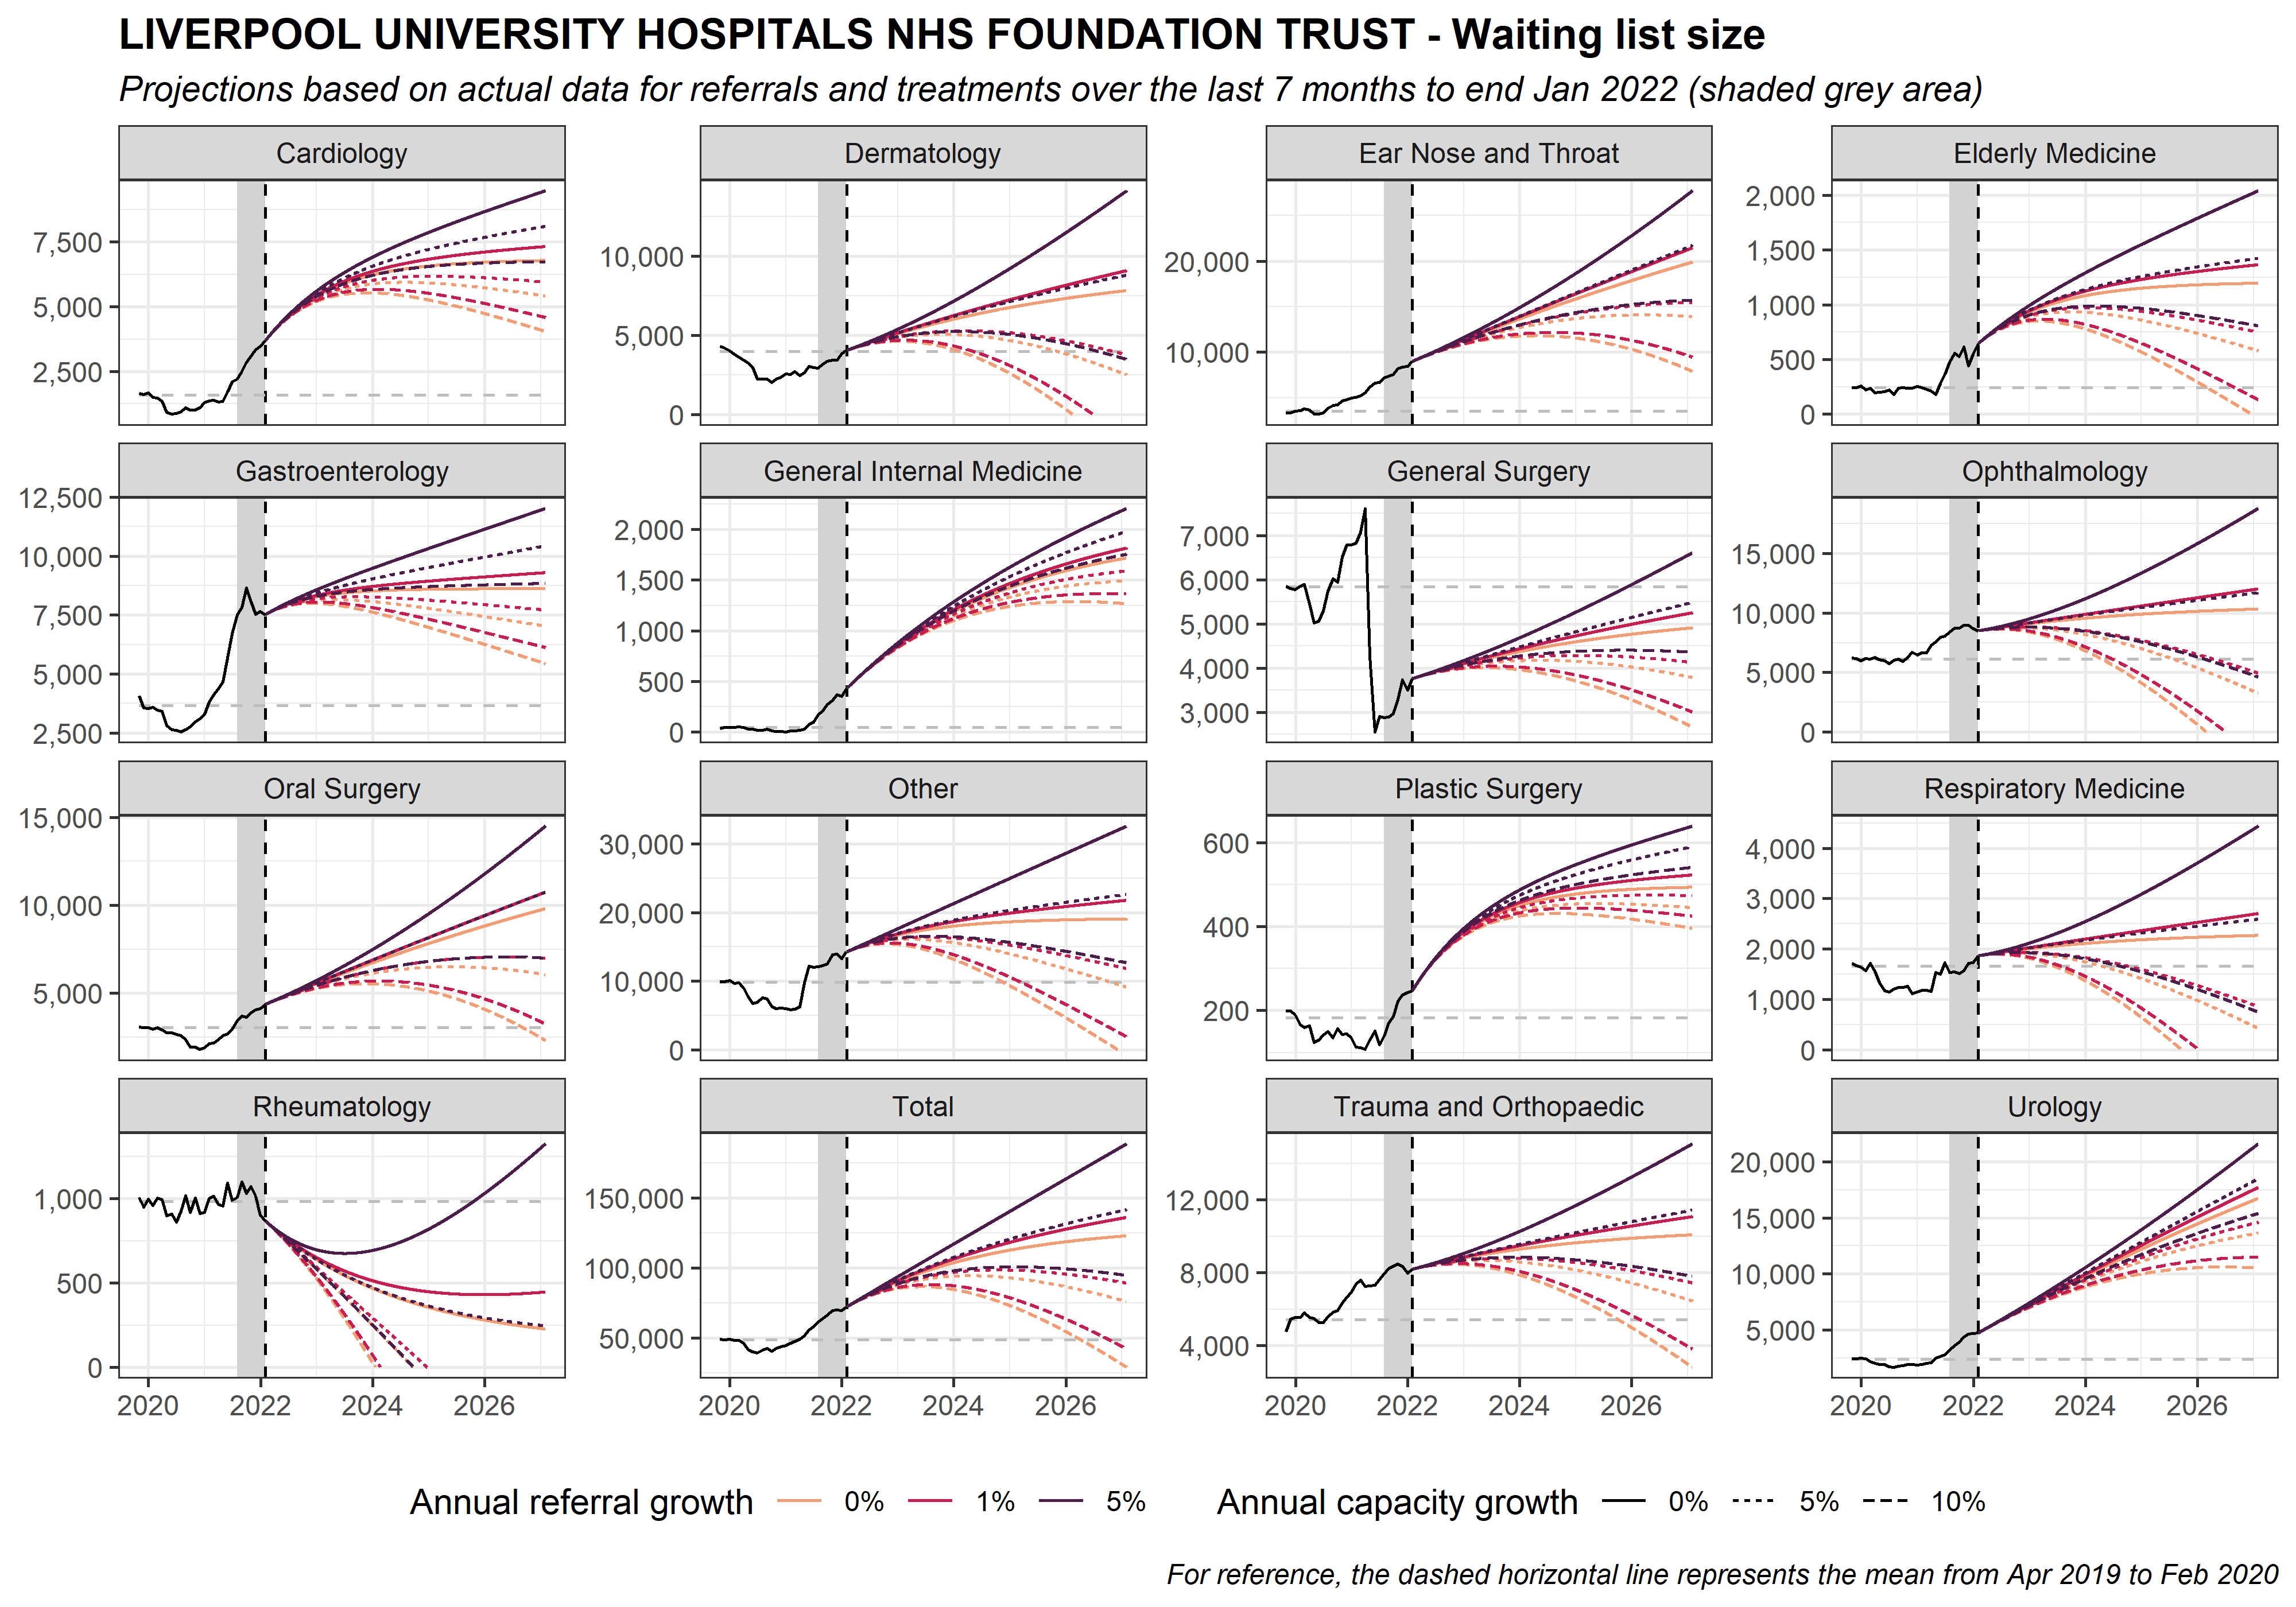 LIVERPOOL UNIVERSITY HOSPITALS NHS FOUNDATION TRUST - Waiting list size
Projections based on actual data for referrals and treatments over the last 7 months to end Jan 2022 (shaded grey area)
Cardiology
7,500
5,000
2,500
Dermatology
10,000
5,000
0
Ear Nose and Throat
20,000
10,000
Elderly Medicine
2,000
1,500
1,000
500
0
Gastroenterology
12,500
10,000
7,500
5,000
2,500
General Internal Medicine
2,000
1,500
1,000
500
0
General Surgery
7,000
6,000
5,000
4,000
3,000
Ophthalmology
15,000
10,000
5,000
0
Oral Surgery
15,000
10,000
5,000
Other
30,000
20,000
10,000
0
Plastic Surgery
600
400
200
Respiratory Medicine
4,000
3,000
2,000
1,000
0
Rheumatology
1,000
500
0
2020 2022 2024 2026
Total
150,000
100,000
50,000
2020 2022 2024 2026
Trauma and Orthopaedic
12,000
8,000
4,000
2020 2022 2024 2026
Urology
20,000
15,000
10,000
5,000
2020 2022 2024 2026
Annual referral growth 0% 1% 5% Annual capacity growth 0% 5% 10%
For reference, the dashed horizontal line represents the mean from Apr 2019 to Feb 2020